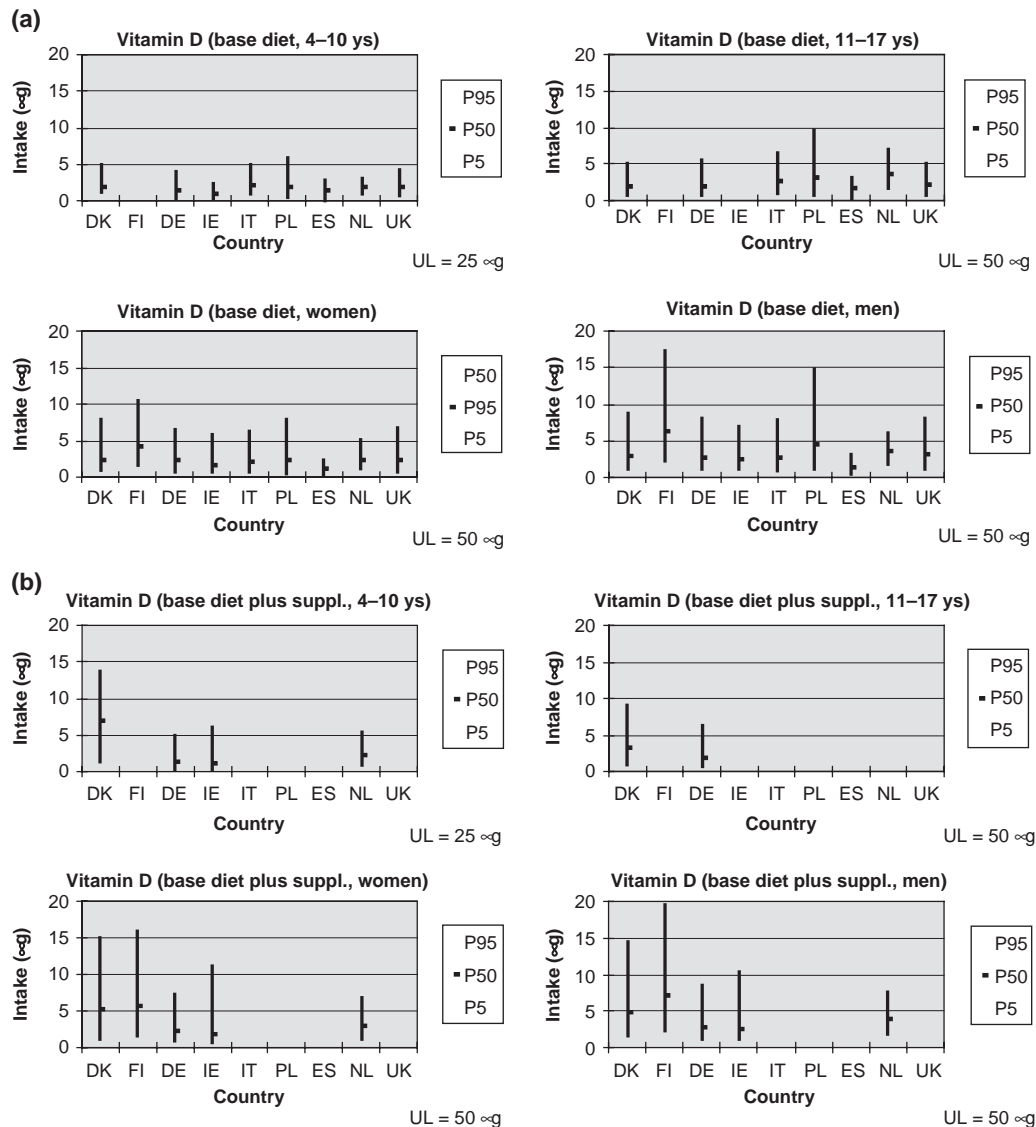 (a)
Vitamin D (base diet, 4–10 ys)
20
15
10
5
0
Intake (∝g)
DK FI DE IE IT PL ES NL UK
Country
P95
P50
P5
UL = 25 ∝g
Vitamin D (base diet, 11–17 ys)
20
15
10
5
0
Intake (∝g)
DK FI DE IE IT PL ES NL UK
Country
P95
P50
P5
UL = 50 ∝g
Vitamin D (base diet, women)
20
15
10
5
0
Intake (∝g)
DK FI DE IE IT PL ES NL UK
Country
P50
P95
P5
UL = 50 ∝g
Vitamin D (base diet, men)
20
15
10
5
0
Intake (∝g)
DK FI DE IE IT PL ES NL UK
Country
P95
P50
P5
UL = 50 ∝g
(b)
Vitamin D (base diet plus suppl., 4–10 ys)
20
15
10
5
0
Intake (∝g)
DK FI DE IE IT PL ES NL UK
Country
P95
P50
P5
UL = 25 ∝g
Vitamin D (base diet plus suppl., 11–17 ys)
20
15
10
5
0
Intake (∝g)
DK FI DE IE IT PL ES NL UK
Country
P95
P50
P5
UL = 50 ∝g
Vitamin D (base diet plus suppl., women)
20
15
10
5
0
Intake (∝g)
DK FI DE IE IT PL ES NL UK
Country
P95
P50
P5
UL = 50 ∝g
Vitamin D (base diet plus suppl., men)
20
15
10
5
0
Intake (∝g)
DK FI DE IE IT PL ES NL UK
Country
P95
P50
P5
UL = 50 ∝g